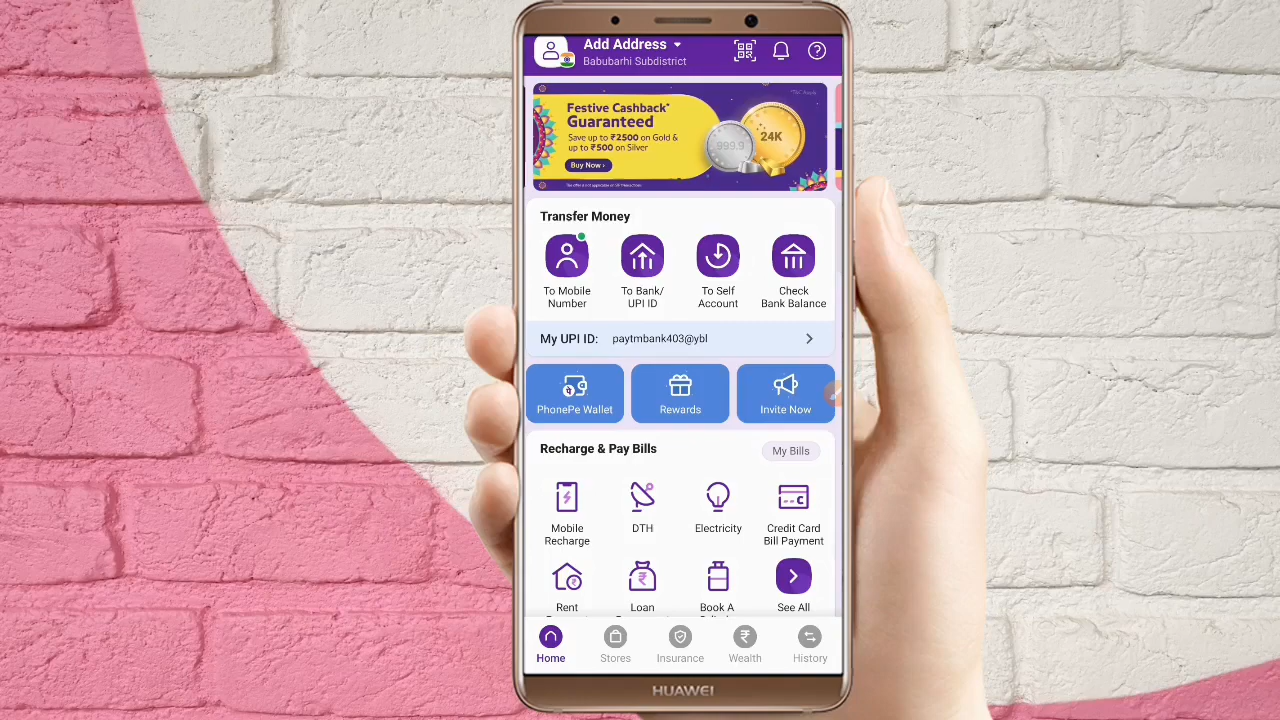 Add Address
Babubarhi Subdistrict
*T&C Apply
Festive Cashback*
Guaranteed
Save up to ₹2500 on Gold &
up to ₹500 on Silver
Buy Now ›
999.9
24K
Transfer Money
To Mobile
Number
To Bank/
UPI ID
To Self
Account
Check
Bank Balance
My UPI ID: paytmbank403@ybl
PhonePe Wallet
Rewards
Invite Now
Recharge & Pay Bills
My Bills
Mobile
Recharge
DTH
Electricity
Credit Card
Bill Payment
Rent
Loan
Book A
See All
Home
Stores
Insurance
Wealth
History
HUAWEI